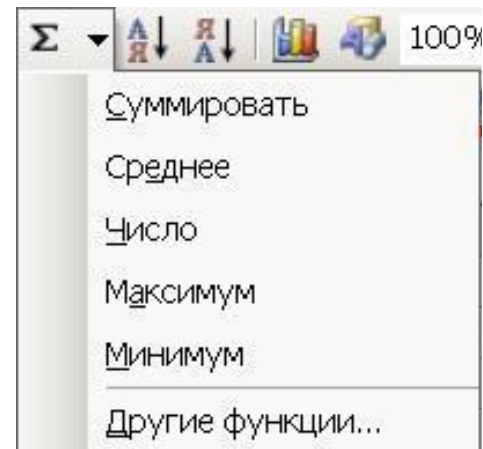 Σ А Я Я А 100%
Суммировать
Среднее
Число
Максимум
Минимум
Другие функции...